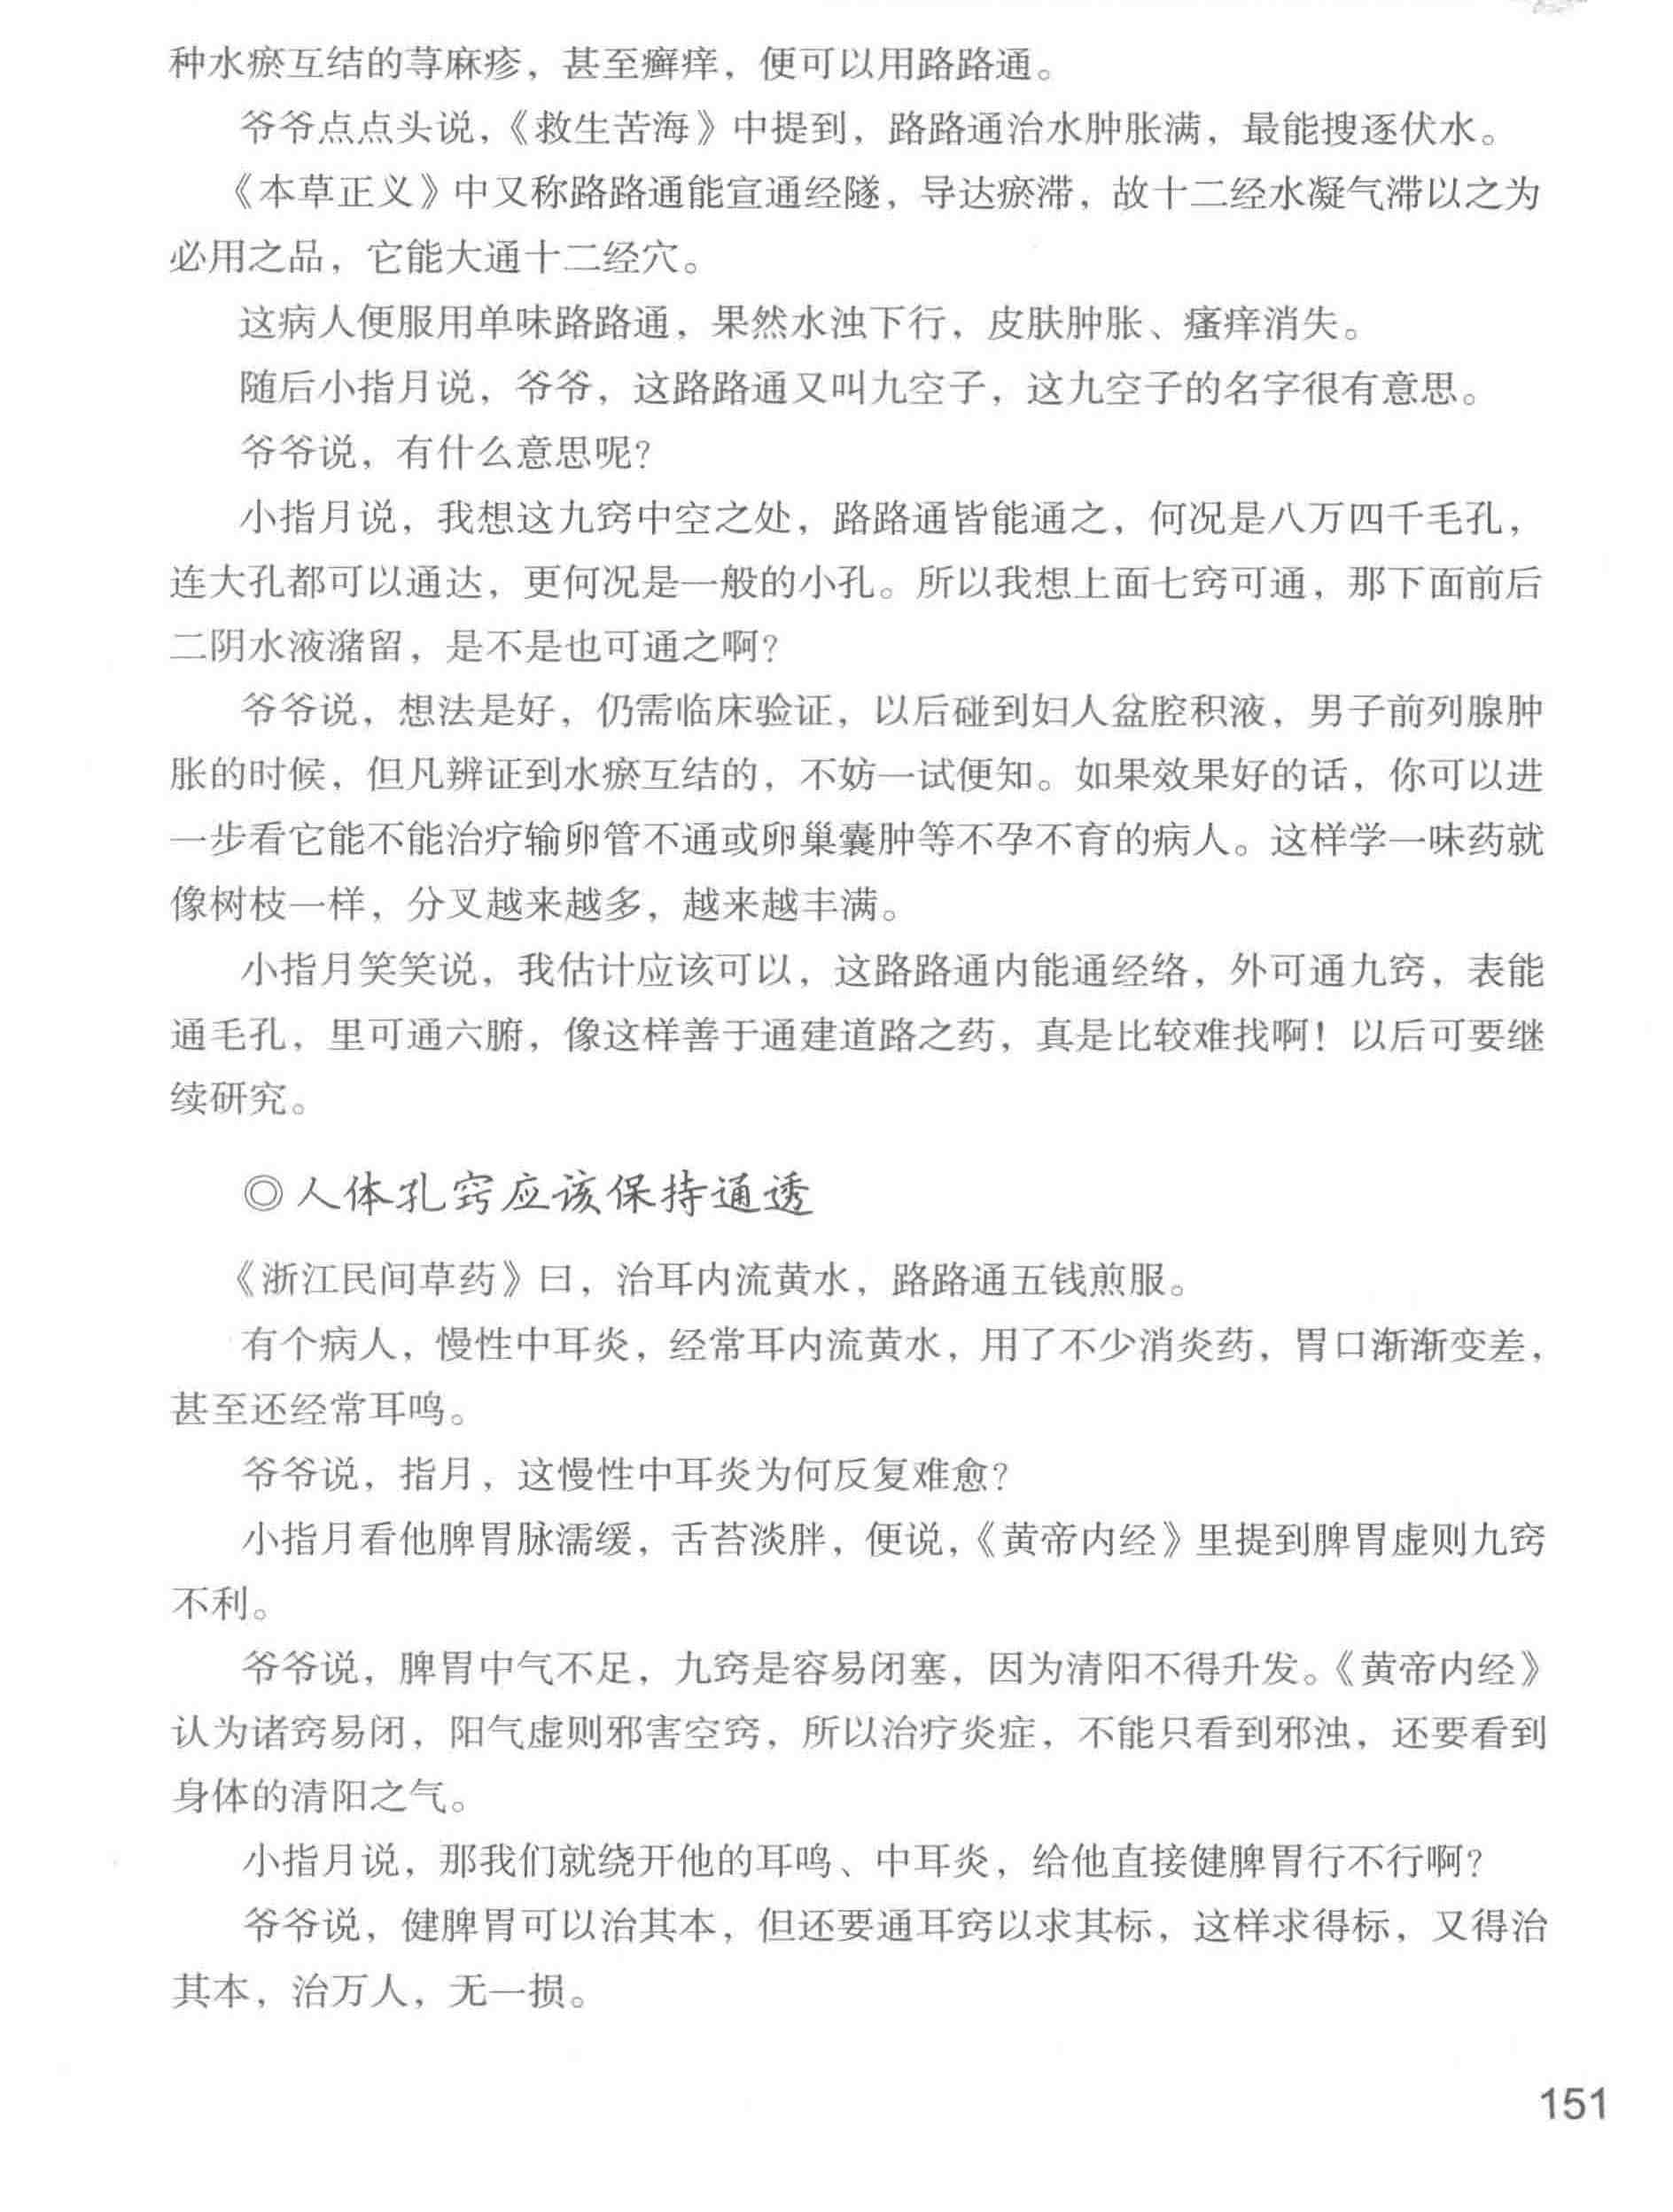 种水瘀互结的荨麻疹，甚至癣痒，便可以用路路通。
爷爷点点头说，《救生苦海》中提到，路路通治水肿胀满，最能搜逐伏水。
《本草正义》中又称路路通能宣通经隧，导达瘀滞，故十二经水凝气滞以之为
必用之品，它能大通十二经穴。
这病人便服用单味路路通，果然水浊下行，皮肤肿胀、瘙痒消失。
随后小指月说，爷爷，这路路通又叫九空子，这九空子的名字很有意思。
爷爷说，有什么意思呢？
小指月说，我想这九窍中空之处，路路通皆能通之，何况是八万四千毛孔，
连大孔都可以通达，更何况是一般的小孔。所以我想上面七窍可通，那下面前后
二阴水液潴留，是不是也可通之啊？
爷爷说，想法是好，仍需临床验证，以后碰到妇人盆腔积液，男子前列腺肿
胀的时候，但凡辨证到水瘀互结的，不妨一试便知。如果效果好的话，你可以进
一步看它能不能治疗输卵管不通或卵巢囊肿等不孕不育的病人。这样学一味药就
像树枝一样，分叉越来越多，越来越丰满。
小指月笑笑说，我估计应该可以，这路路通内能通经络，外可通九窍，表能
通毛孔，里可通六腑，像这样善于通建道路之药，真是比较难找啊！以后可要继
续研究。
◎人体孔窍应该保持通透
《浙江民间草药》曰，治耳内流黄水，路路通五钱煎服。
有个病人，慢性中耳炎，经常耳内流黄水，用了不少消炎药，胃口渐渐变差，
甚至还经常耳鸣。
爷爷说，指月，这慢性中耳炎为何反复难愈？
小指月看他脾胃脉濡缓，舌苔淡胖，便说，《黄帝内经》里提到脾胃虚则九窍
不利。
爷爷说，脾胃中气不足，九窍是容易闭塞，因为清阳不得升发。《黄帝内经》
认为诸窍易闭，阳气虚则邪害空窍，所以治疗炎症，不能只看到邪浊，还要看到
身体的清阳之气。
小指月说，那我们就绕开他的耳鸣、中耳炎，给他直接健脾胃行不行啊？
爷爷说，健脾胃可以治其本，但还要通耳窍以求其标，这样求得标，又得治
其本，治万人，无一损。
151